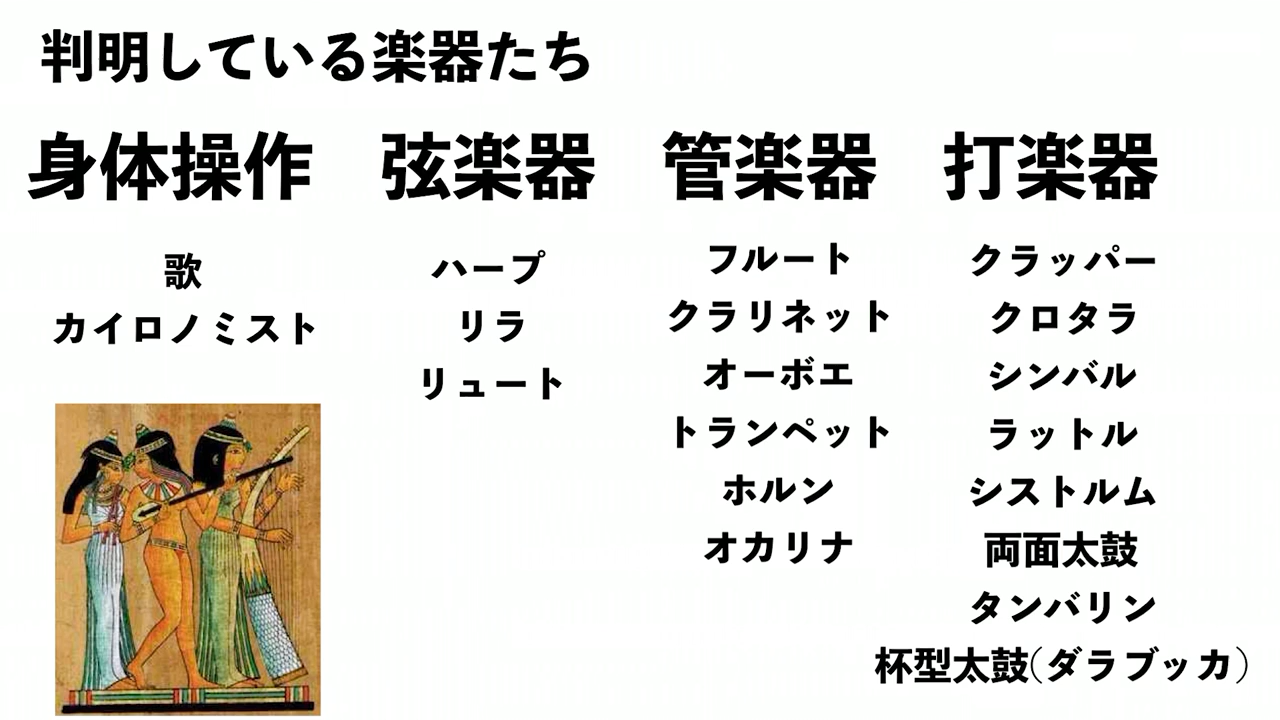 判明している楽器たち
身体操作
歌
カイロノミスト
弦楽器
ハープ
リラ
リュート
管楽器
フルート
クラリネット
オーボエ
トランペット
ホルン
オカリナ
打楽器
クラッパー
クロタラ
シンバル
ラットル
シストルム
両面太鼓
タンバリン
杯型太鼓(ダラブッカ)